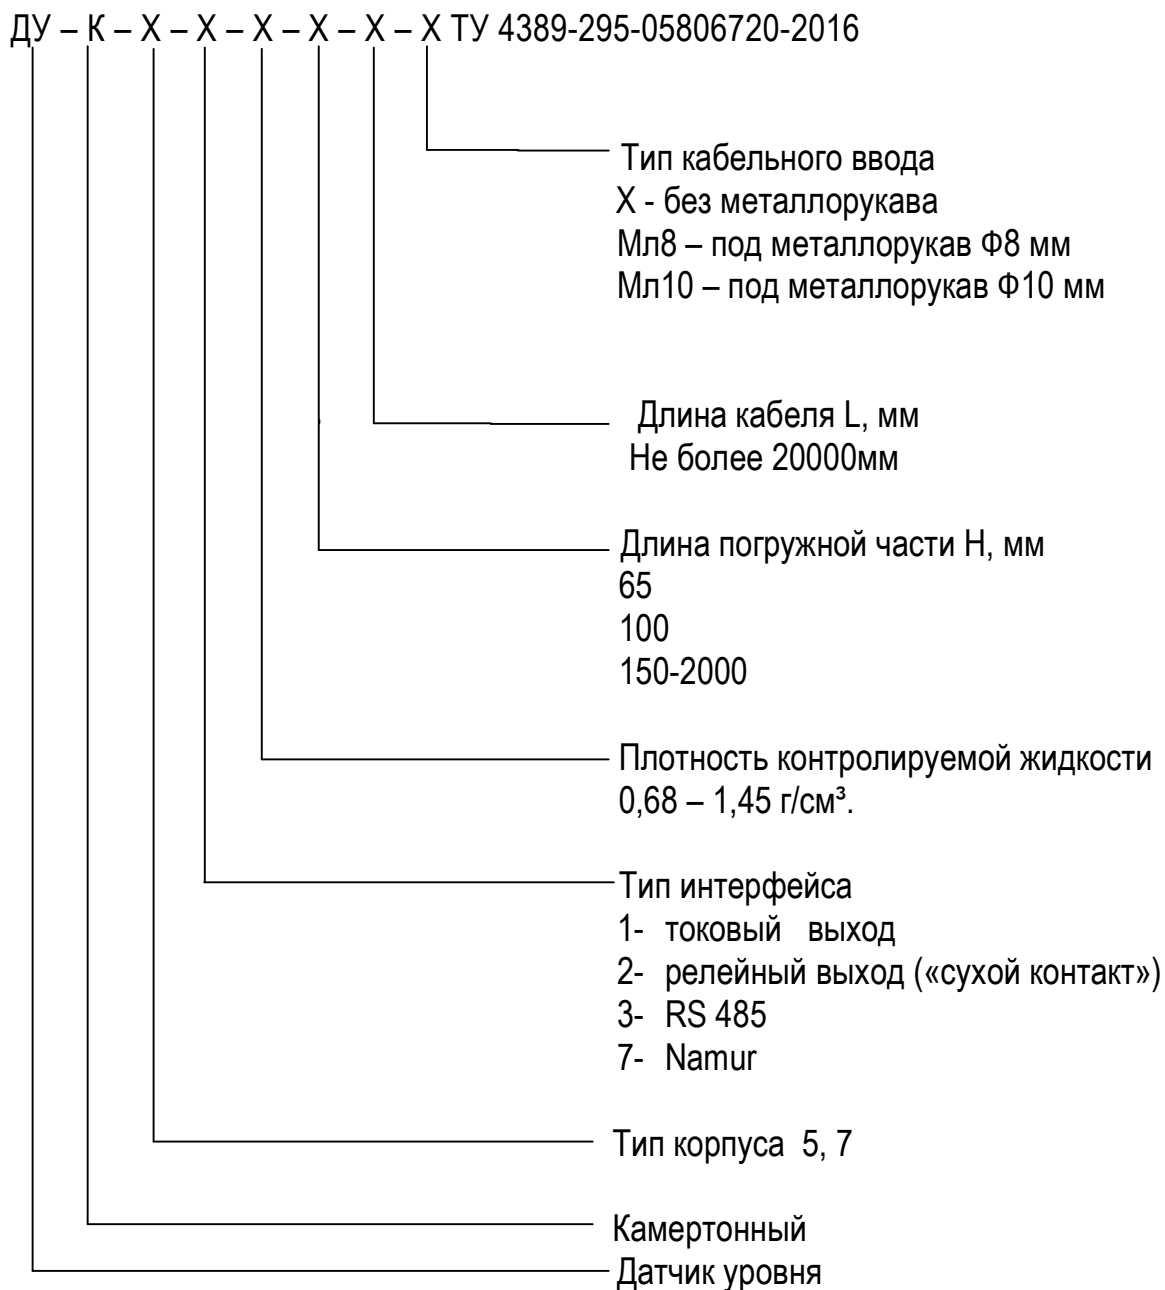 ДУ – К – Х – Х – Х – Х – Х – Х ТУ 4389-295-05806720-2016
Тип кабельного ввода
Х - без металлорукава
Мл8 – под металлорукав Ф8 мм
Мл10 – под металлорукав Ф10 мм
Длина кабеля L, мм
Не более 20000мм
Длина погружной части Н, мм
65
100
150-2000
Плотность контролируемой жидкости
0,68 – 1,45 г/см³.
Тип интерфейса
1- токовый выход
2- релейный выход («сухой контакт»)
3- RS 485
7- Namur
Тип корпуса 5, 7
Камертонный
Датчик уровня